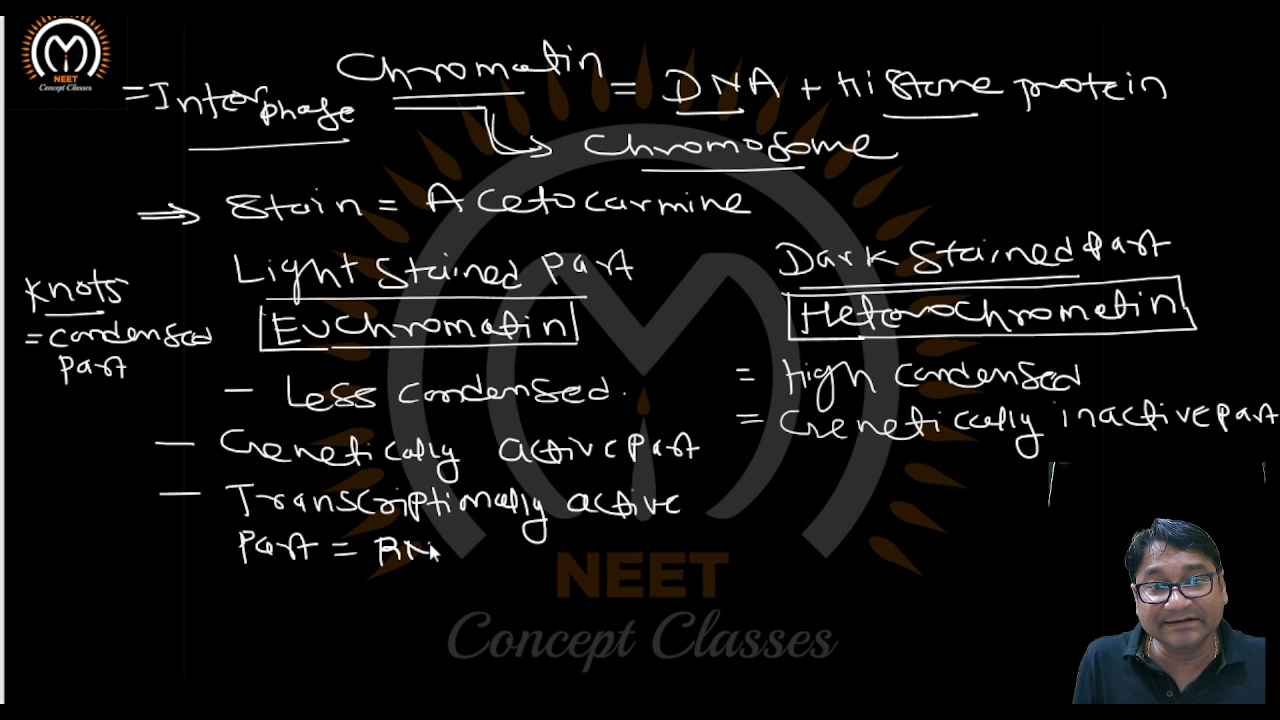 NEET
Concept Classes
= Interphase
Chromatin = DNA + Histone protein
Chromosome
⇒ Stain = Acetocarmine
Light Stained Part
Dark Stained Part
Knots
= condensed
Part
Euchromatin
Heterochromatin
- Less condensed.
= High condensed
- Genetically active part
= Genetically inactive part
- Transcriptionally active
Part = RN
NEET
Concept Classes